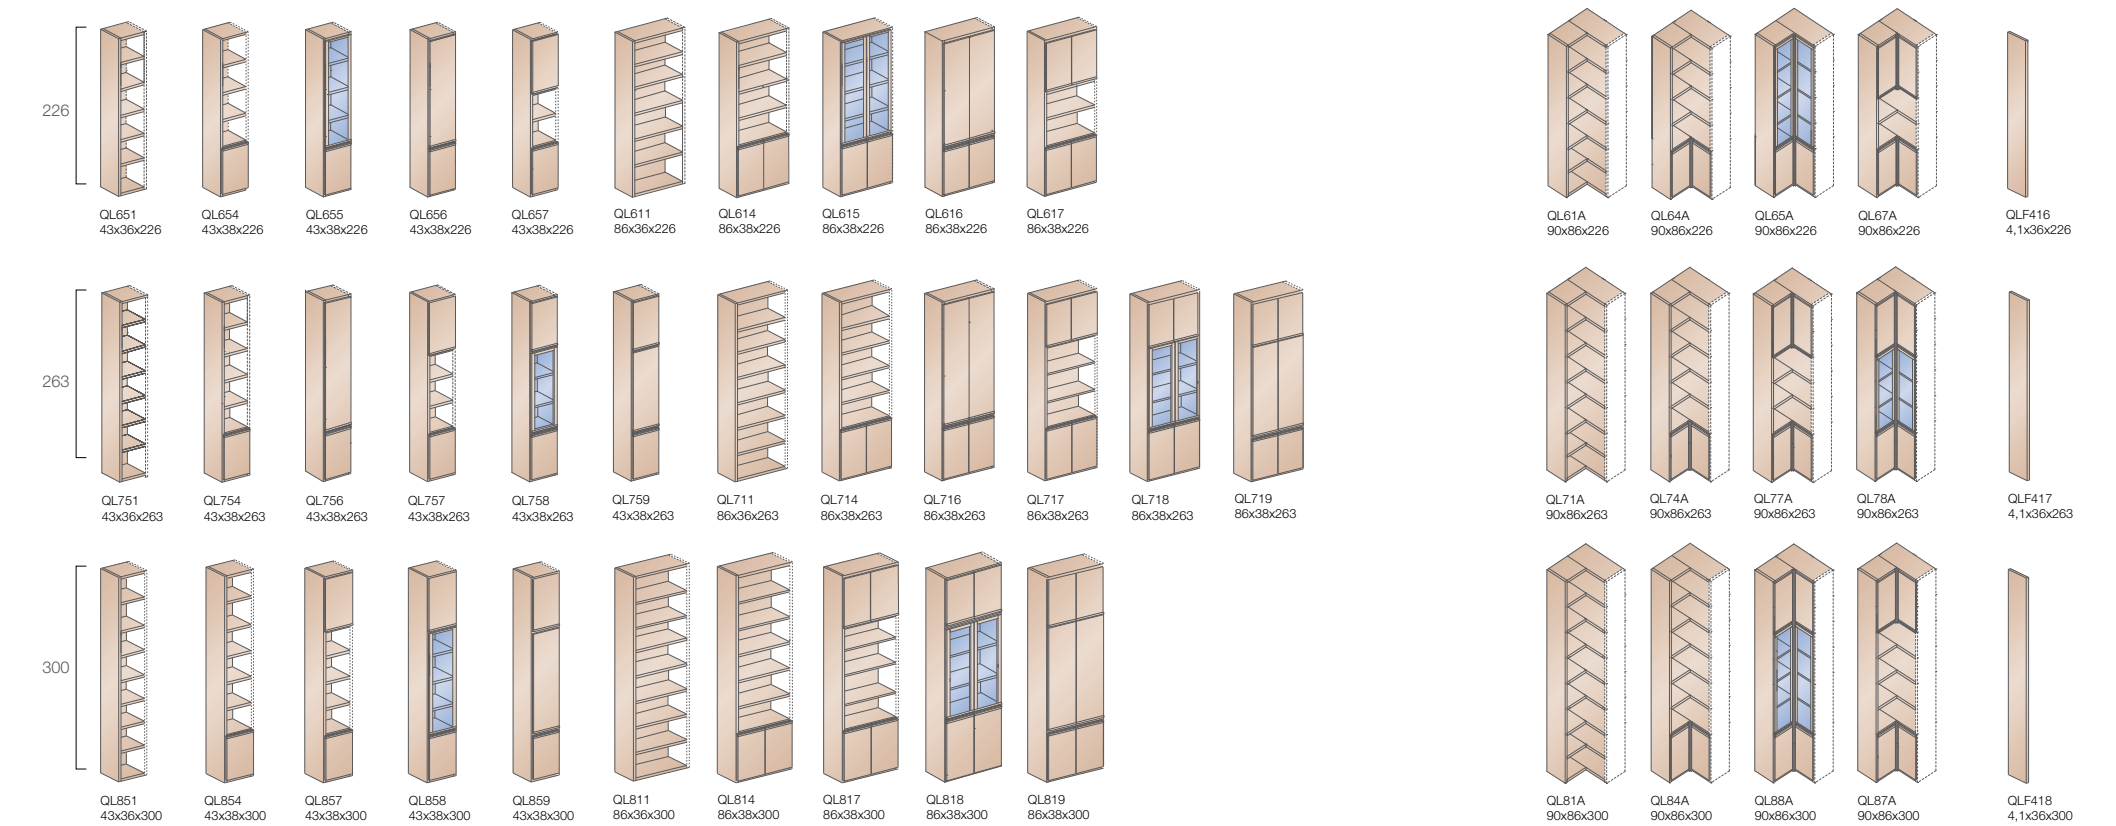 226
QL651
43x36x226
QL654
43x38x226
QL655
43x38x226
QL656
43x38x226
QL657
43x38x226
QL611
86x36x226
QL614
86x38x226
QL615
86x38x226
QL616
86x38x226
QL617
86x38x226
QL61A
90x86x226
QL64A
90x86x226
QL65A
90x86x226
QL67A
90x86x226
QLF416
4,1x36x226
263
QL751
43x36x263
QL754
43x38x263
QL756
43x38x263
QL757
43x38x263
QL758
43x38x263
QL759
43x38x263
QL711
86x36x263
QL714
86x38x263
QL716
86x38x263
QL717
86x38x263
QL718
86x38x263
QL719
86x38x263
QL71A
90x86x263
QL74A
90x86x263
QL77A
90x86x263
QL78A
90x86x263
QLF417
4,1x36x263
300
QL851
43x36x300
QL854
43x38x300
QL857
43x38x300
QL858
43x38x300
QL859
43x38x300
QL811
86x36x300
QL814
86x38x300
QL817
86x38x300
QL818
86x38x300
QL819
86x38x300
QL81A
90x86x300
QL84A
90x86x300
QL88A
90x86x300
QL87A
90x86x300
QLF418
4,1x36x300